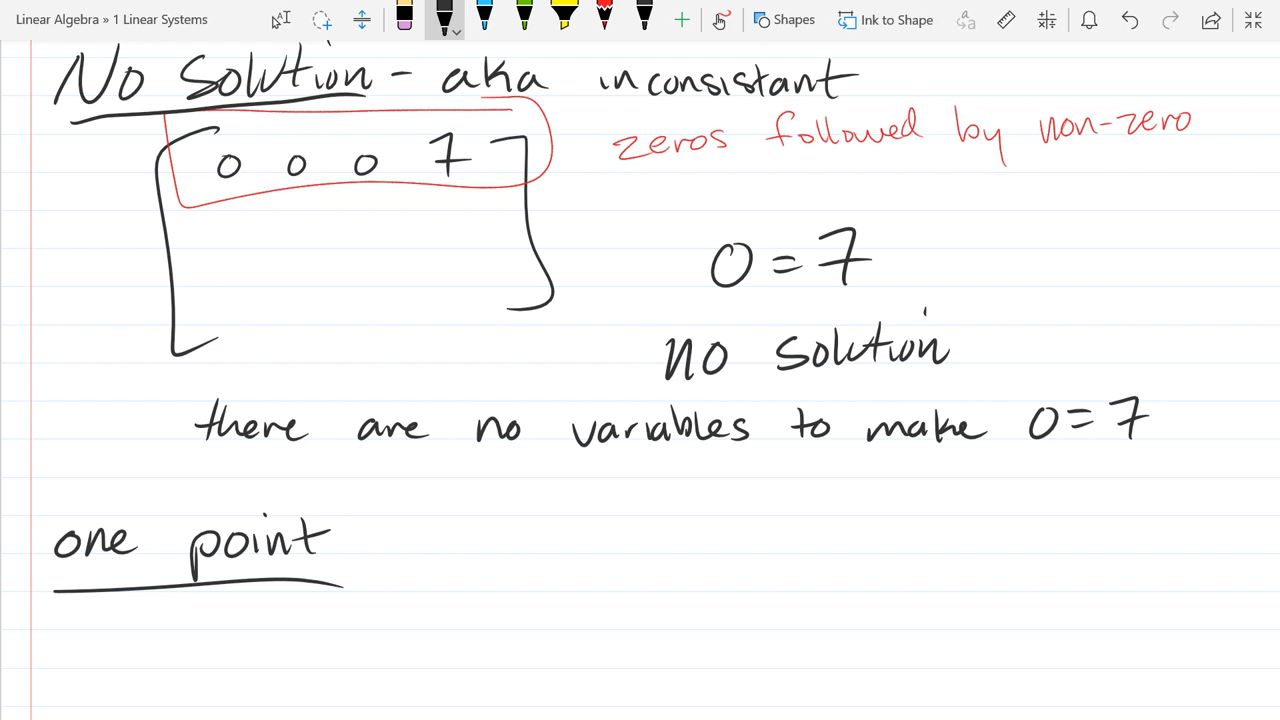 Linear Algebra » 1 Linear Systems
Shapes
Ink to Shape
No Solution - aka inconsistant
zeros followed by non-zero
0 0 0 7
0 = 7
no solution
there are no variables to make 0 = 7
one point